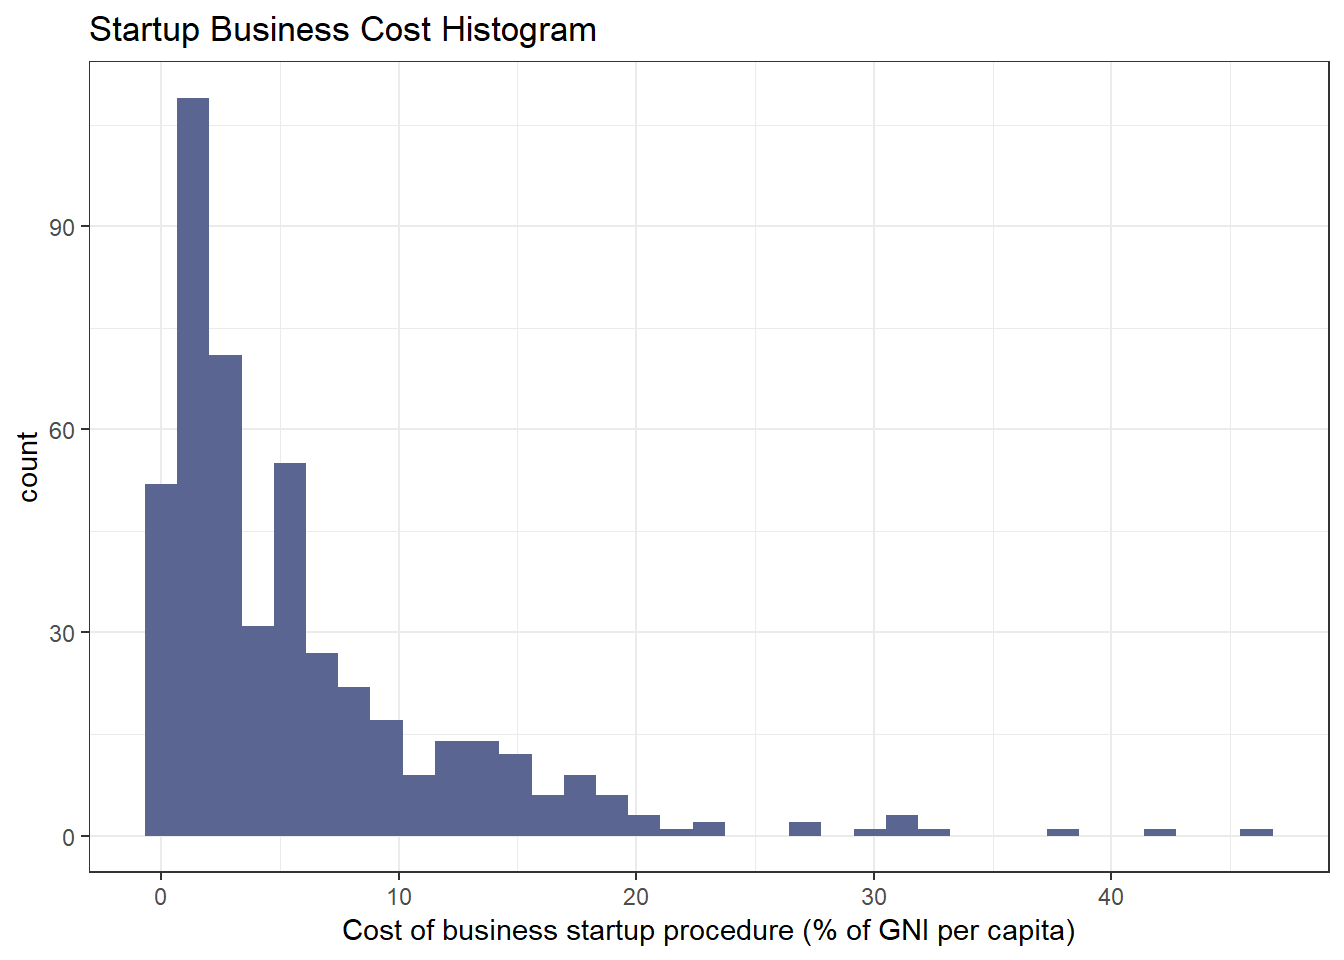 Startup Business Cost Histogram
90
60
30
0
count
0 10 20 30 40
Cost of business startup procedure (% of GNI per capita)